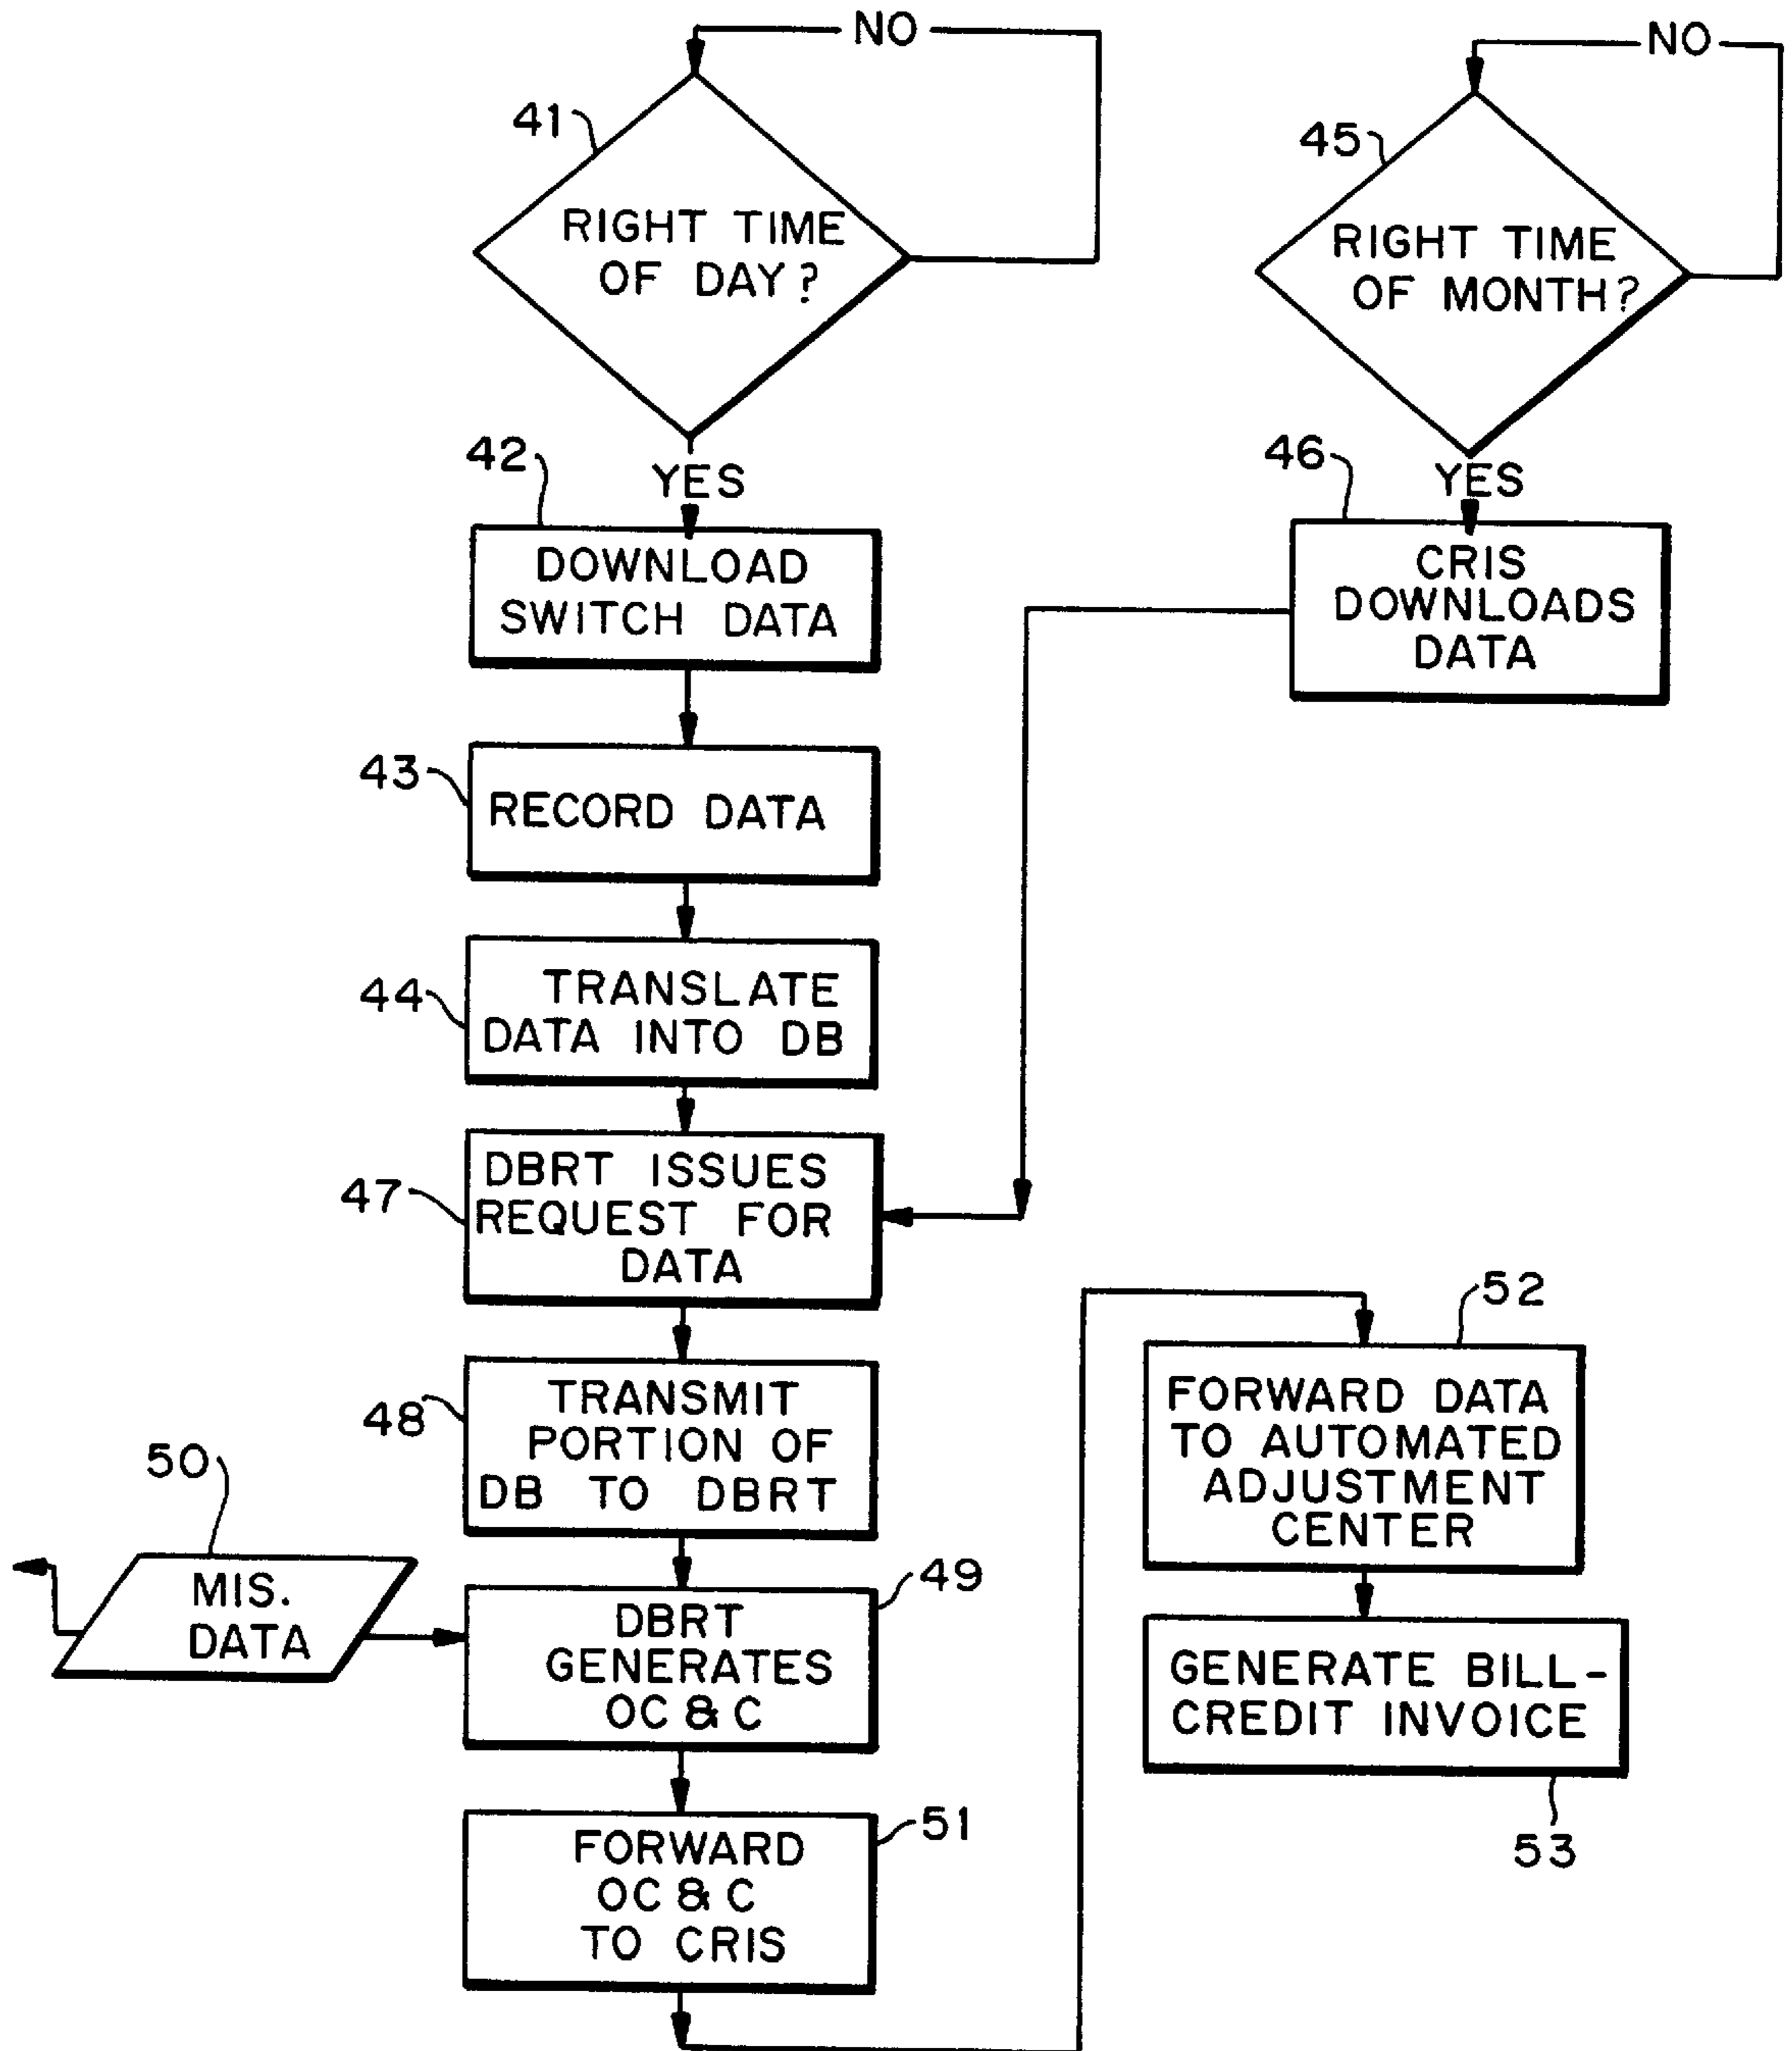 NO
41
RIGHT TIME
OF DAY?
YES
42
DOWNLOAD
SWITCH DATA
43
RECORD DATA
44
TRANSLATE
DATA INTO DB
NO
45
RIGHT TIME
OF MONTH?
YES
46
CRIS
DOWNLOADS
DATA
47
DBRT ISSUES
REQUEST FOR
DATA
48
TRANSMIT
PORTION OF
DB TO DBRT
50
MIS.
DATA
49
DBRT
GENERATES
OC & C
51
FORWARD
OC & C
TO CRIS
52
FORWARD DATA
TO AUTOMATED
ADJUSTMENT
CENTER
GENERATE BILL-
CREDIT INVOICE
53